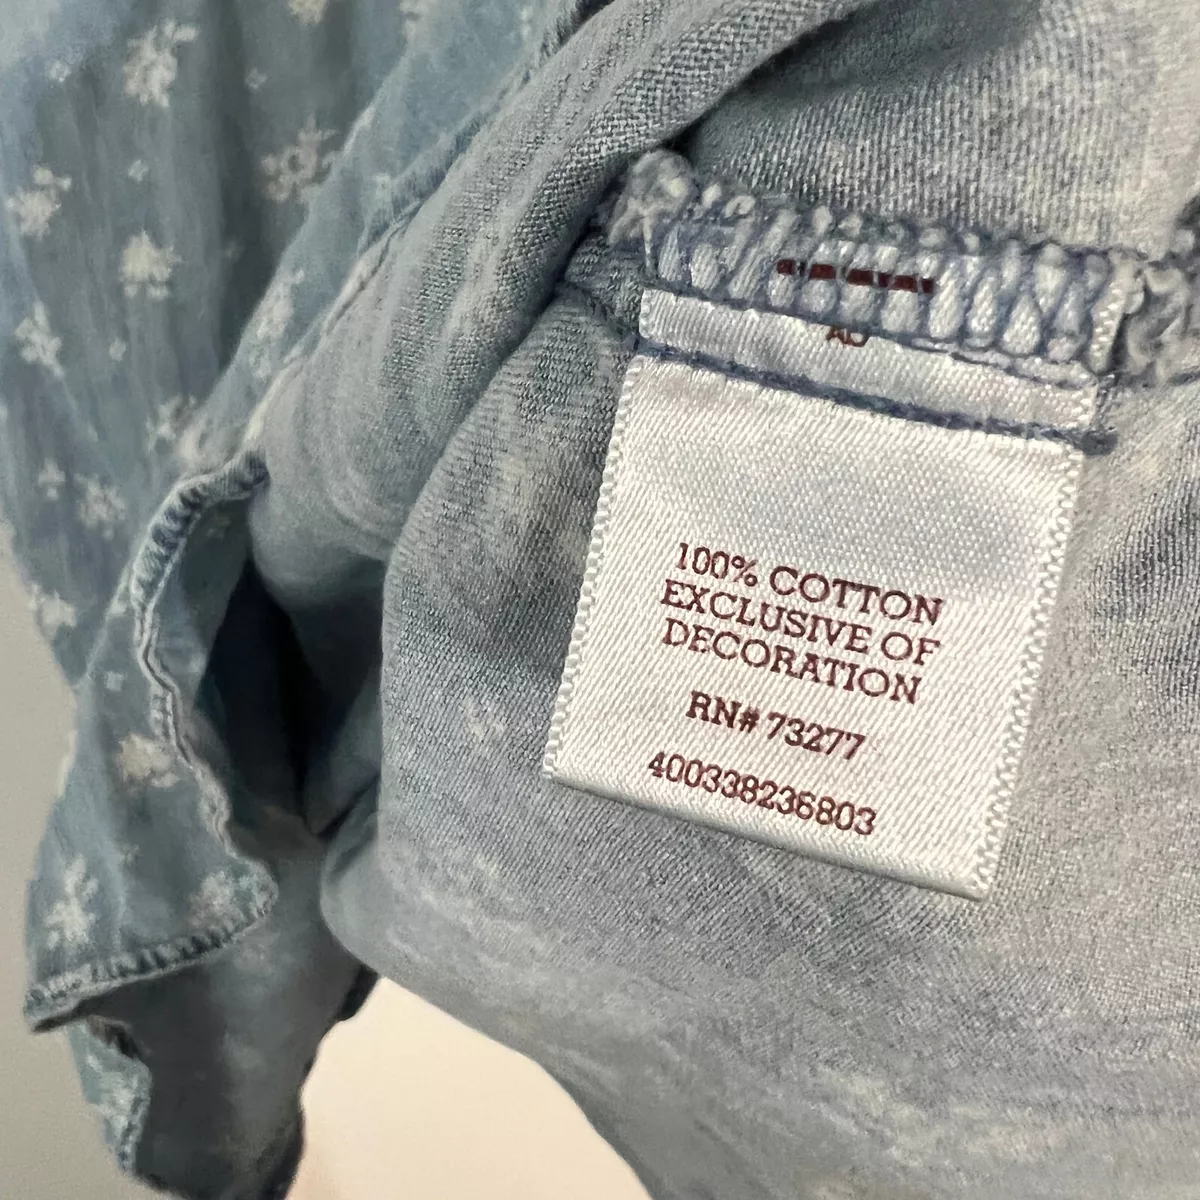 100% COTTON
EXCLUSIVE OF
DECORATION
RN# 73277
400338236803